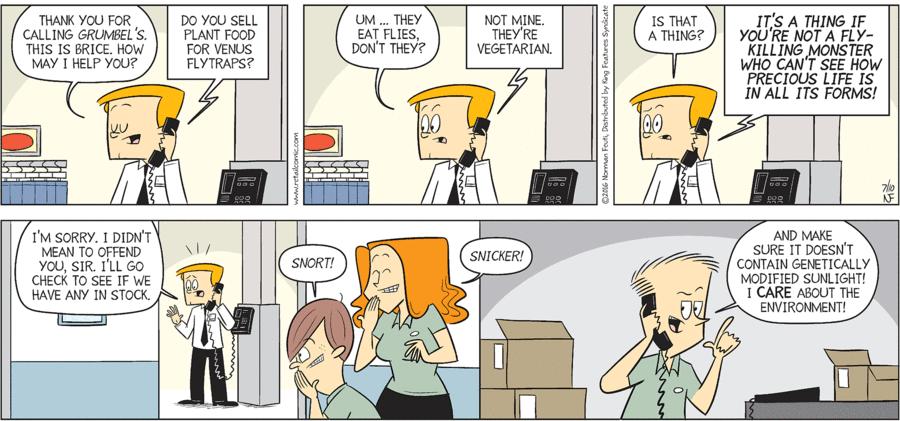 THANK YOU FOR
CALLING GRUMBEL'S.
THIS IS BRICE. HOW
MAY I HELP YOU?
DO YOU SELL
PLANT FOOD
FOR VENUS
FLYTRAPS?
www.retailcomic.com
UM ... THEY
EAT FLIES,
DON'T THEY?
NOT MINE.
THEY'RE
VEGETARIAN.
©2016 Norman Feuti, Distributed by King Features Syndicate
IS THAT
A THING?
IT'S A THING IF
YOU'RE NOT A FLY-
KILLING MONSTER
WHO CAN'T SEE HOW
PRECIOUS LIFE IS
IN ALL ITS FORMS!
7/10
NF
I'M SORRY. I DIDN'T
MEAN TO OFFEND
YOU, SIR. I'LL GO
CHECK TO SEE IF WE
HAVE ANY IN STOCK.
SNORT!
SNICKER!
AND MAKE
SURE IT DOESN'T
CONTAIN GENETICALLY
MODIFIED SUNLIGHT!
I CARE ABOUT THE
ENVIRONMENT!